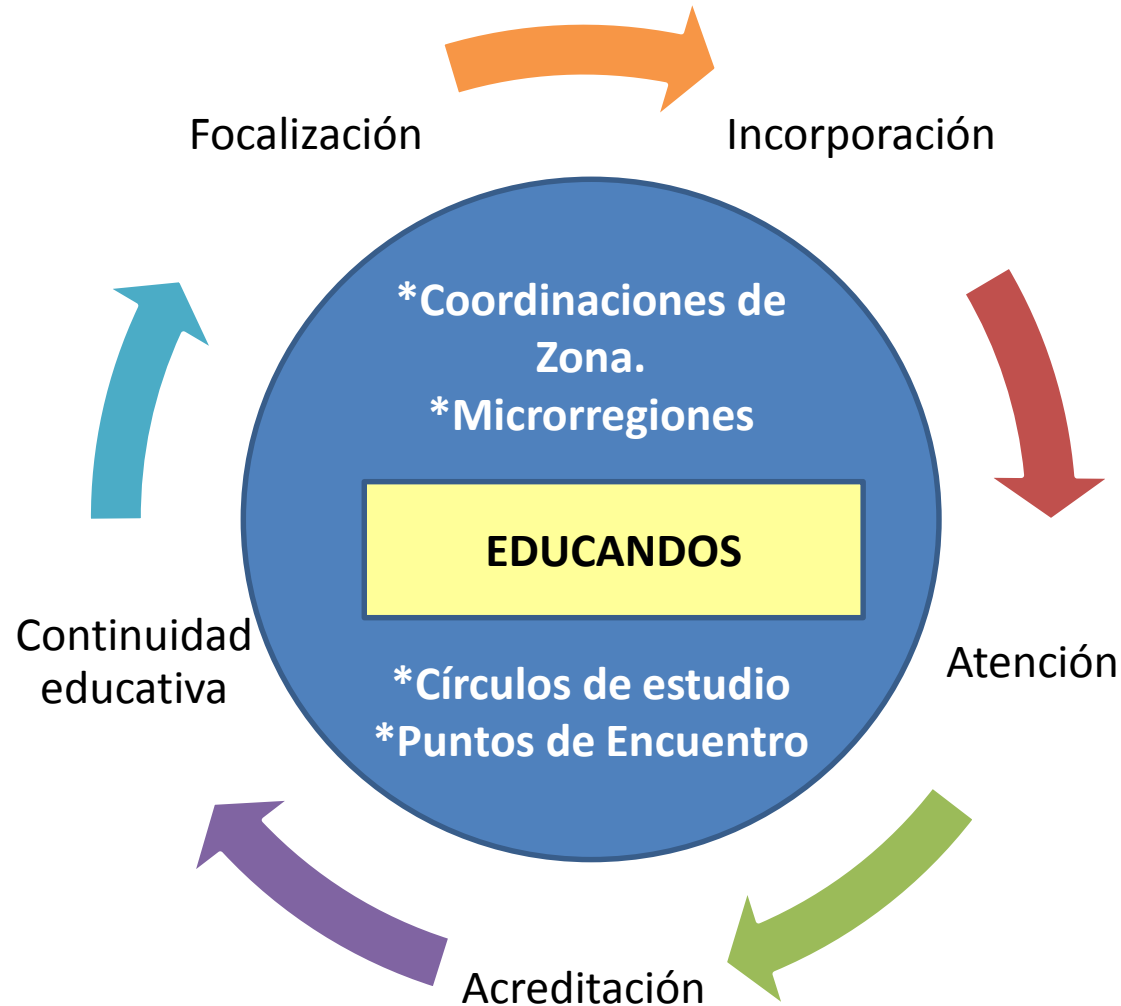 Focalización
Incorporación
*Coordinaciones de
Zona.
*Microrregiones
EDUCANDOS
Continuidad
educativa
Atención
*Círculos de estudio
*Puntos de Encuentro
Acreditación